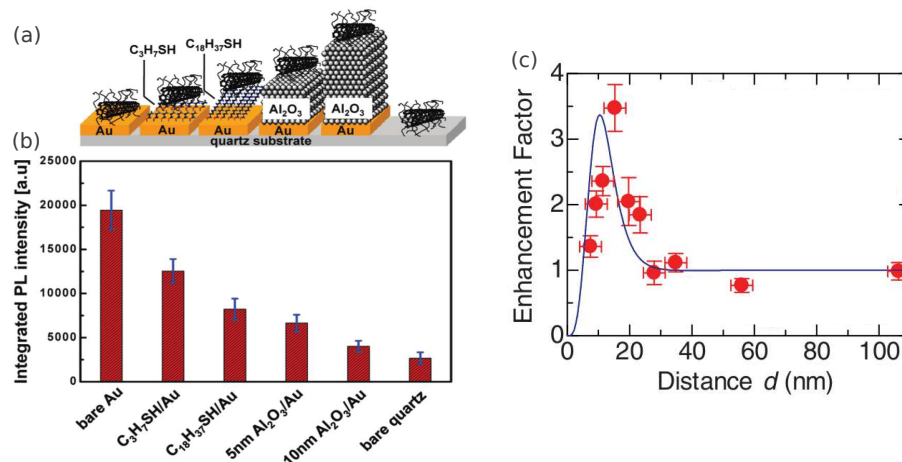 (a)
C₃H₇SH
C₁₈H₃₇SH
Al₂O₃
Al₂O₃
Au
Au
Au
Au
Au
quartz substrate
(b)
Integrated PL intensity [a.u]
25000
20000
15000
10000
5000
0
bare Au
C₃H₇SH/Au
C₁₈H₃₇SH/Au
5nm Al₂O₃/Au
10nm Al₂O₃/Au
bare quartz
(c)
Enhancement Factor
4
3
2
1
0
0
20
40
60
80
100
Distance d (nm)